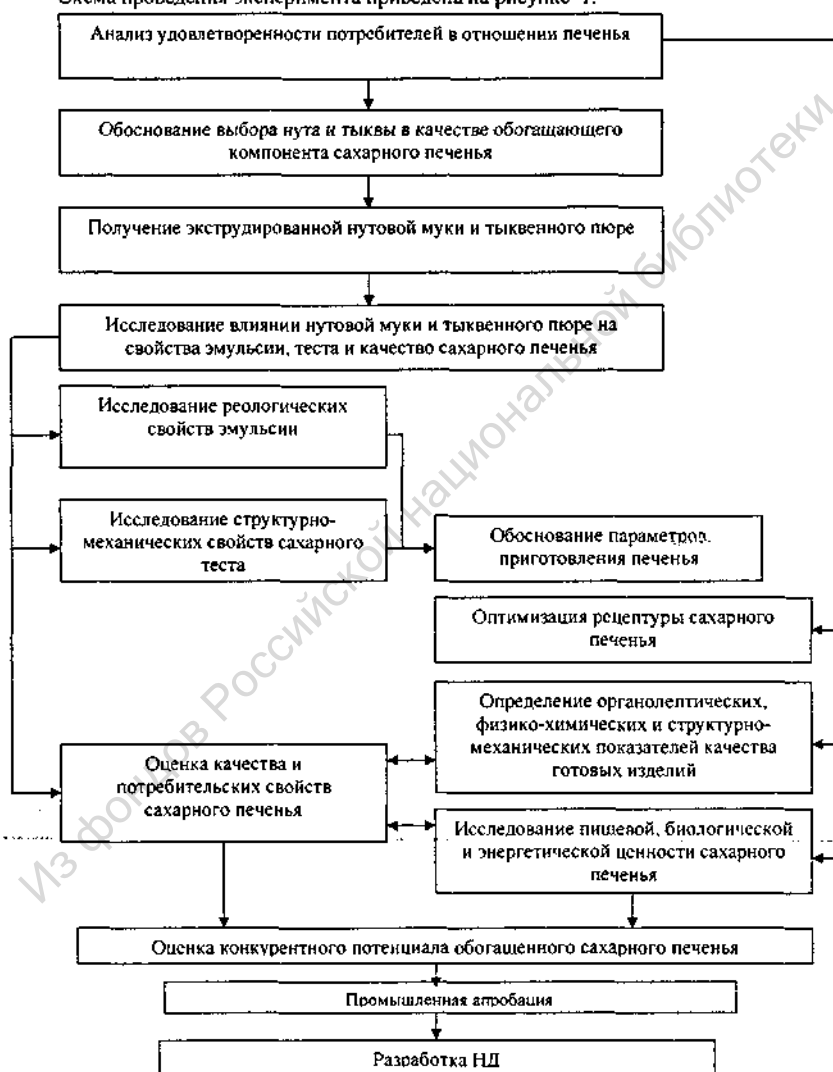 Схема проведения эксперимента приведена на рисунке 1.
Анализ удовлетворенности потребителей в отношении печенья
Обоснование выбора нута и тыквы в качестве обогащающего
компонента сахарного печенья
Получение экструдированной нутовой муки и тыквенного пюре
Исследование влиянии нутовой муки и тыквенного пюре на
свойства эмульсии, теста и качество сахарного печенья
Исследование реологических
свойств эмульсии
Исследование структурно-
механических свойств сахарного
теста
Обоснование параметров.
приготовления печенья
Оптимизация рецептуры сахарного
печенья
Определение органолептических,
физико-химических и структурно-
механических показателей качества
готовых изделий
Оценка качества и
потребительских свойств
сахарного печенья
Исследование пищевой, биологической
и энергетической ценности сахарного
печенья
Оценка конкурентного потенциала обогащенного сахарного печенья
Промышленная апробация
Разработка НД
Из фондов Российской национальной библиотеки